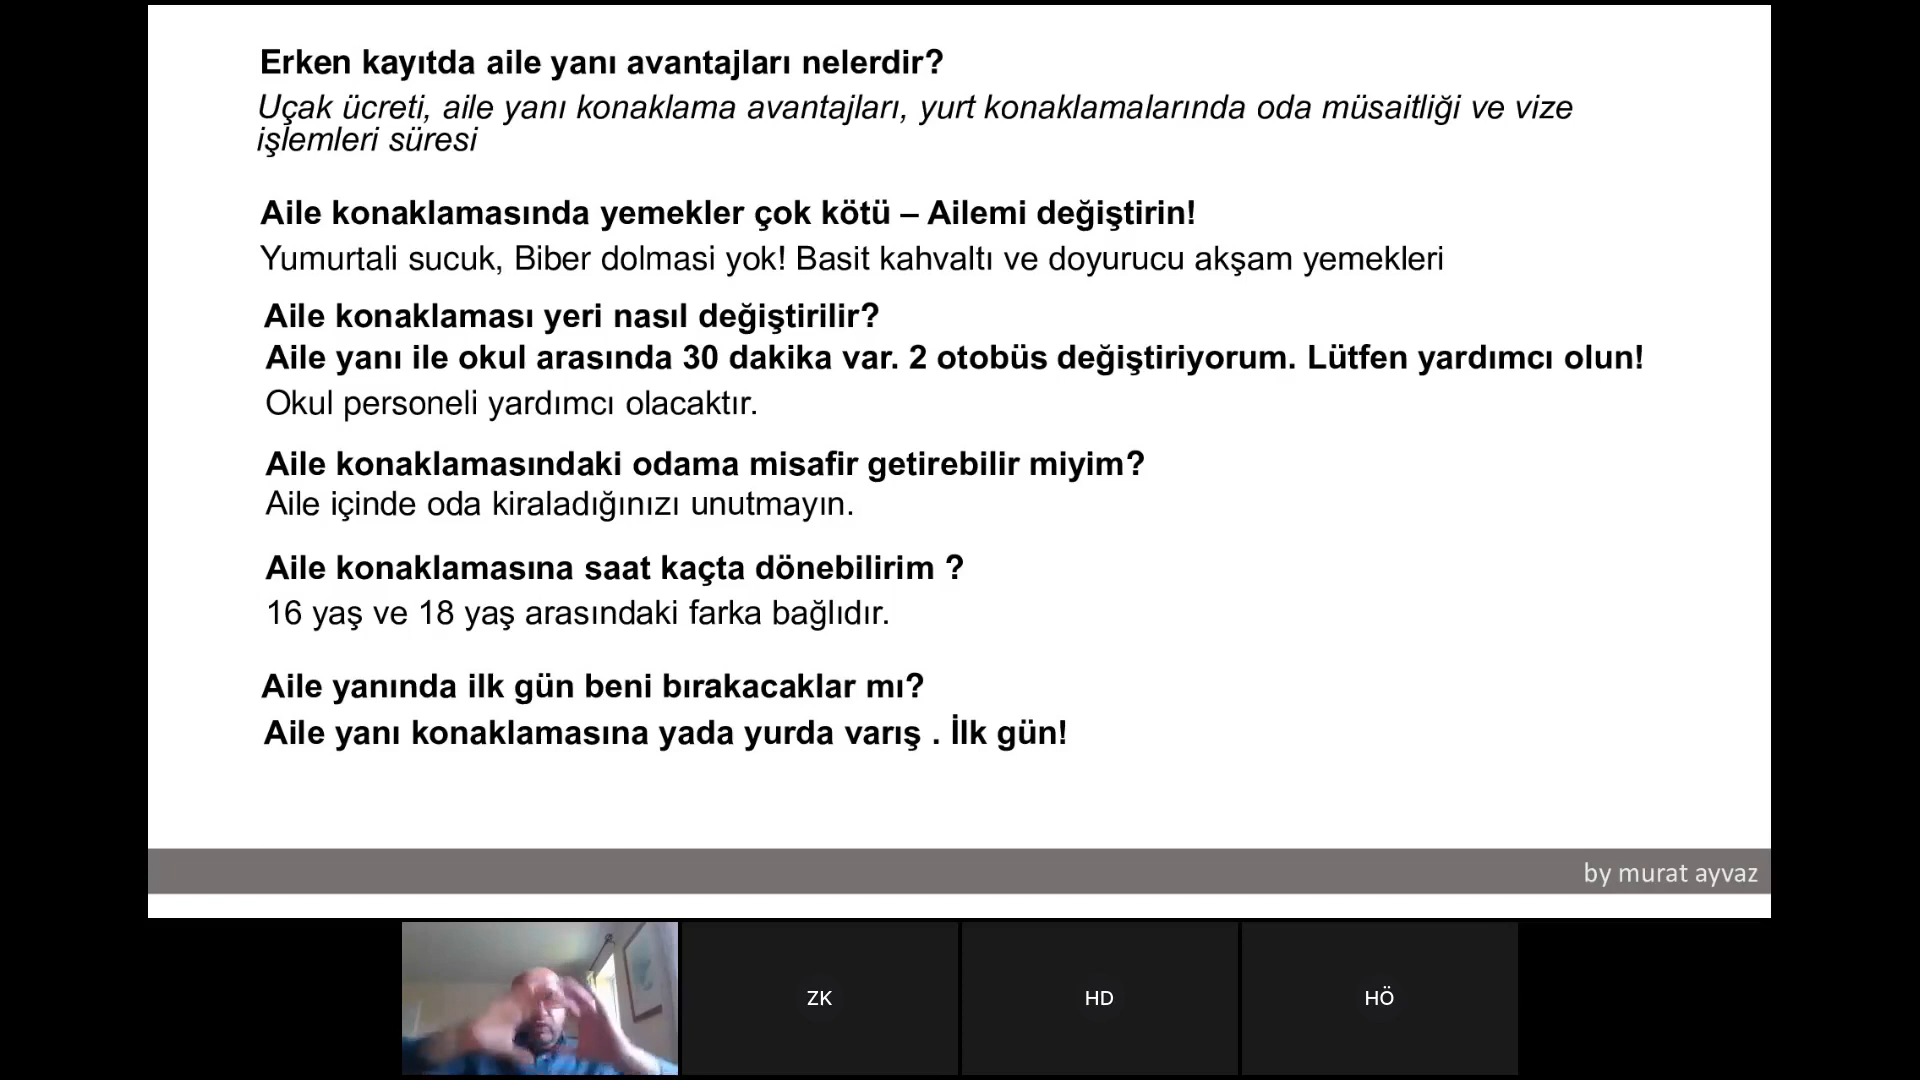 Erken kayıtda aile yanı avantajları nelerdir?
Uçak ücreti, aile yanı konaklama avantajları, yurt konaklamalarında oda müsaitliği ve vize
işlemleri süresi
Aile konaklamasında yemekler çok kötü – Ailemi değiştirin!
Yumurtali sucuk, Biber dolmasi yok! Basit kahvaltı ve doyurucu akşam yemekleri
Aile konaklaması yeri nasıl değiştirilir?
Aile yanı ile okul arasında 30 dakika var. 2 otobüs değiştiriyorum. Lütfen yardımcı olun!
Okul personeli yardımcı olacaktır.
Aile konaklamasındaki odama misafir getirebilir miyim?
Aile içinde oda kiraladığınızı unutmayın.
Aile konaklamasına saat kaçta dönebilirim ?
16 yaş ve 18 yaş arasındaki farka bağlıdır.
Aile yanında ilk gün beni bırakacaklar mı?
Aile yanı konaklamasına yada yurda varış . İlk gün!
by murat ayvaz
ZK
HD
HÖ